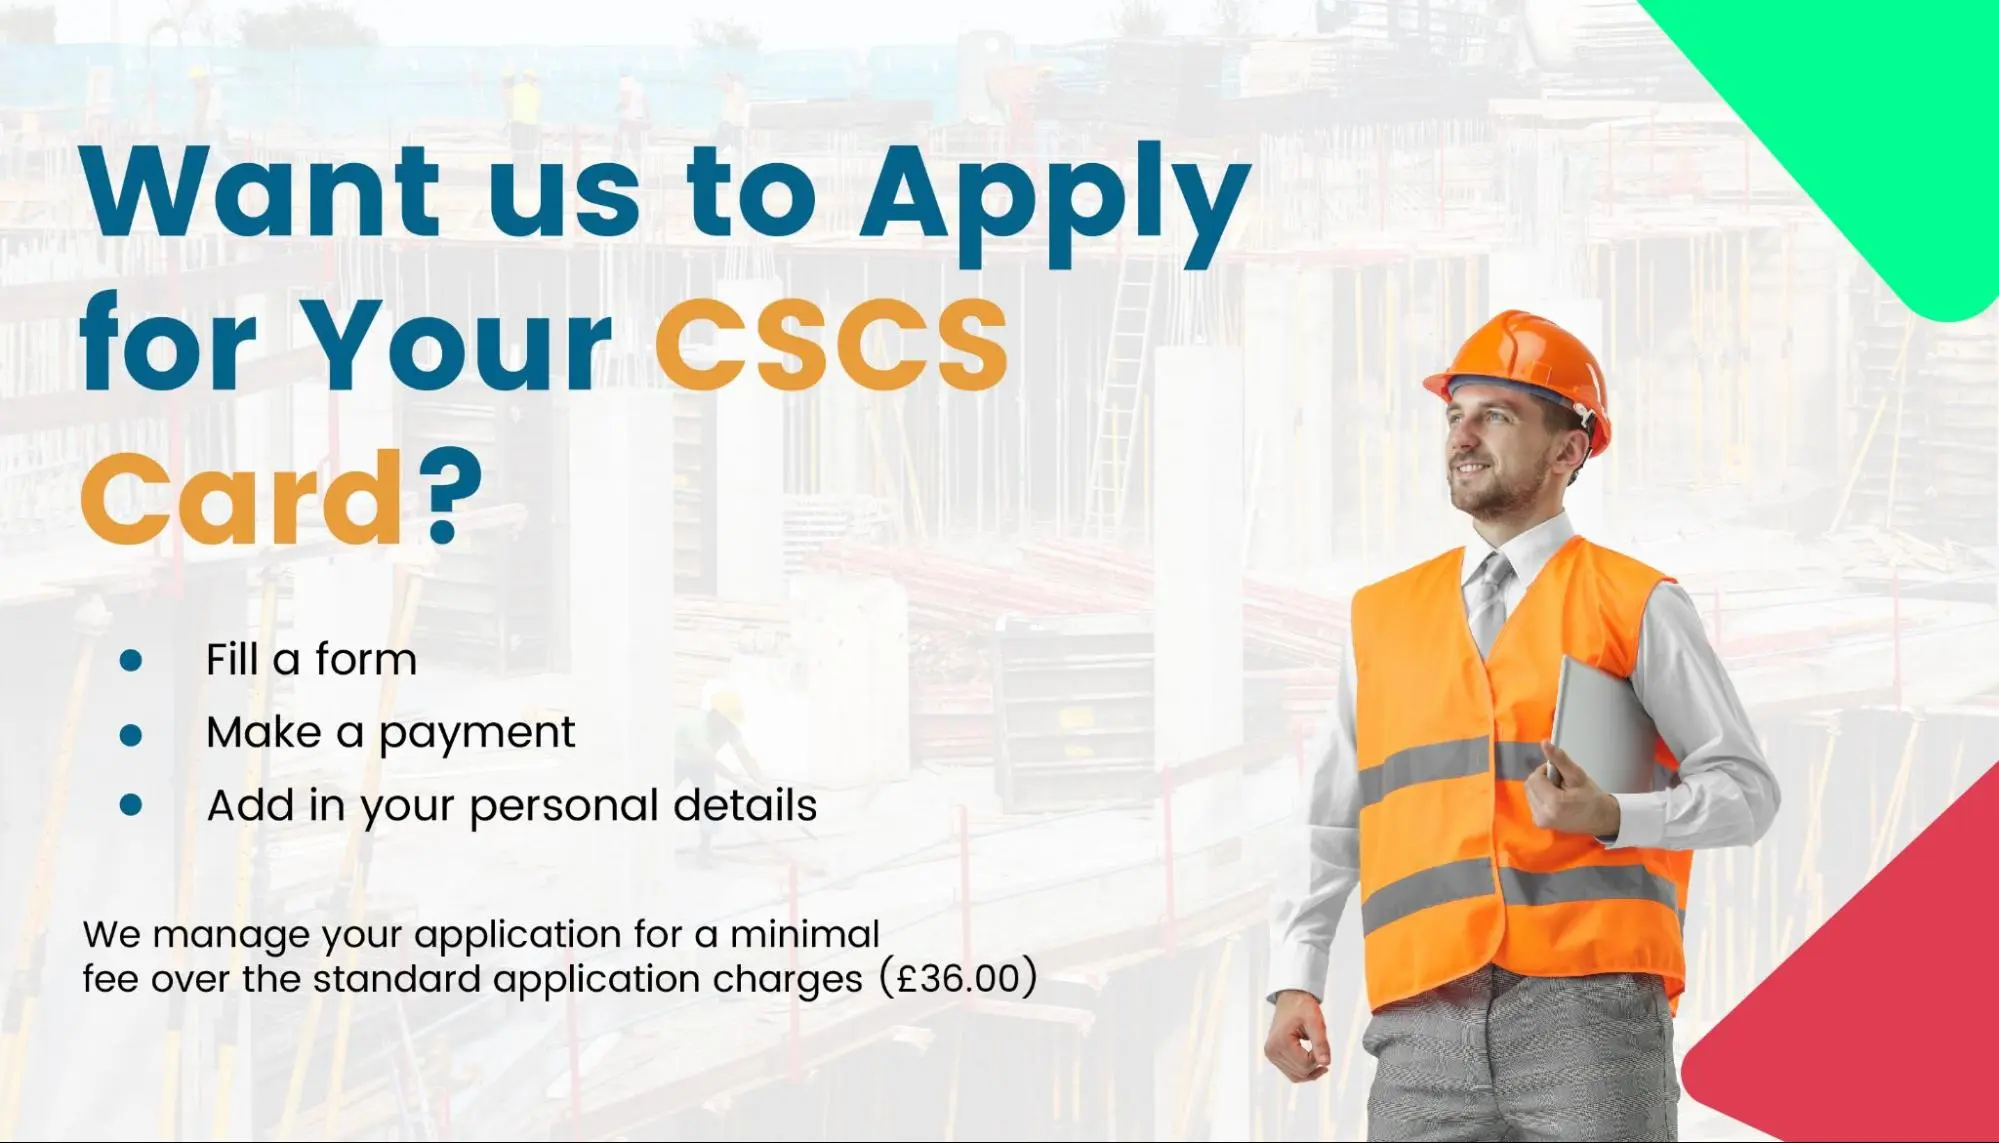 Want us to Apply
for Your CSCS
Card?
Fill a form
Make a payment
Add in your personal details
We manage your application for a minimal
fee over the standard application charges (£36.00)